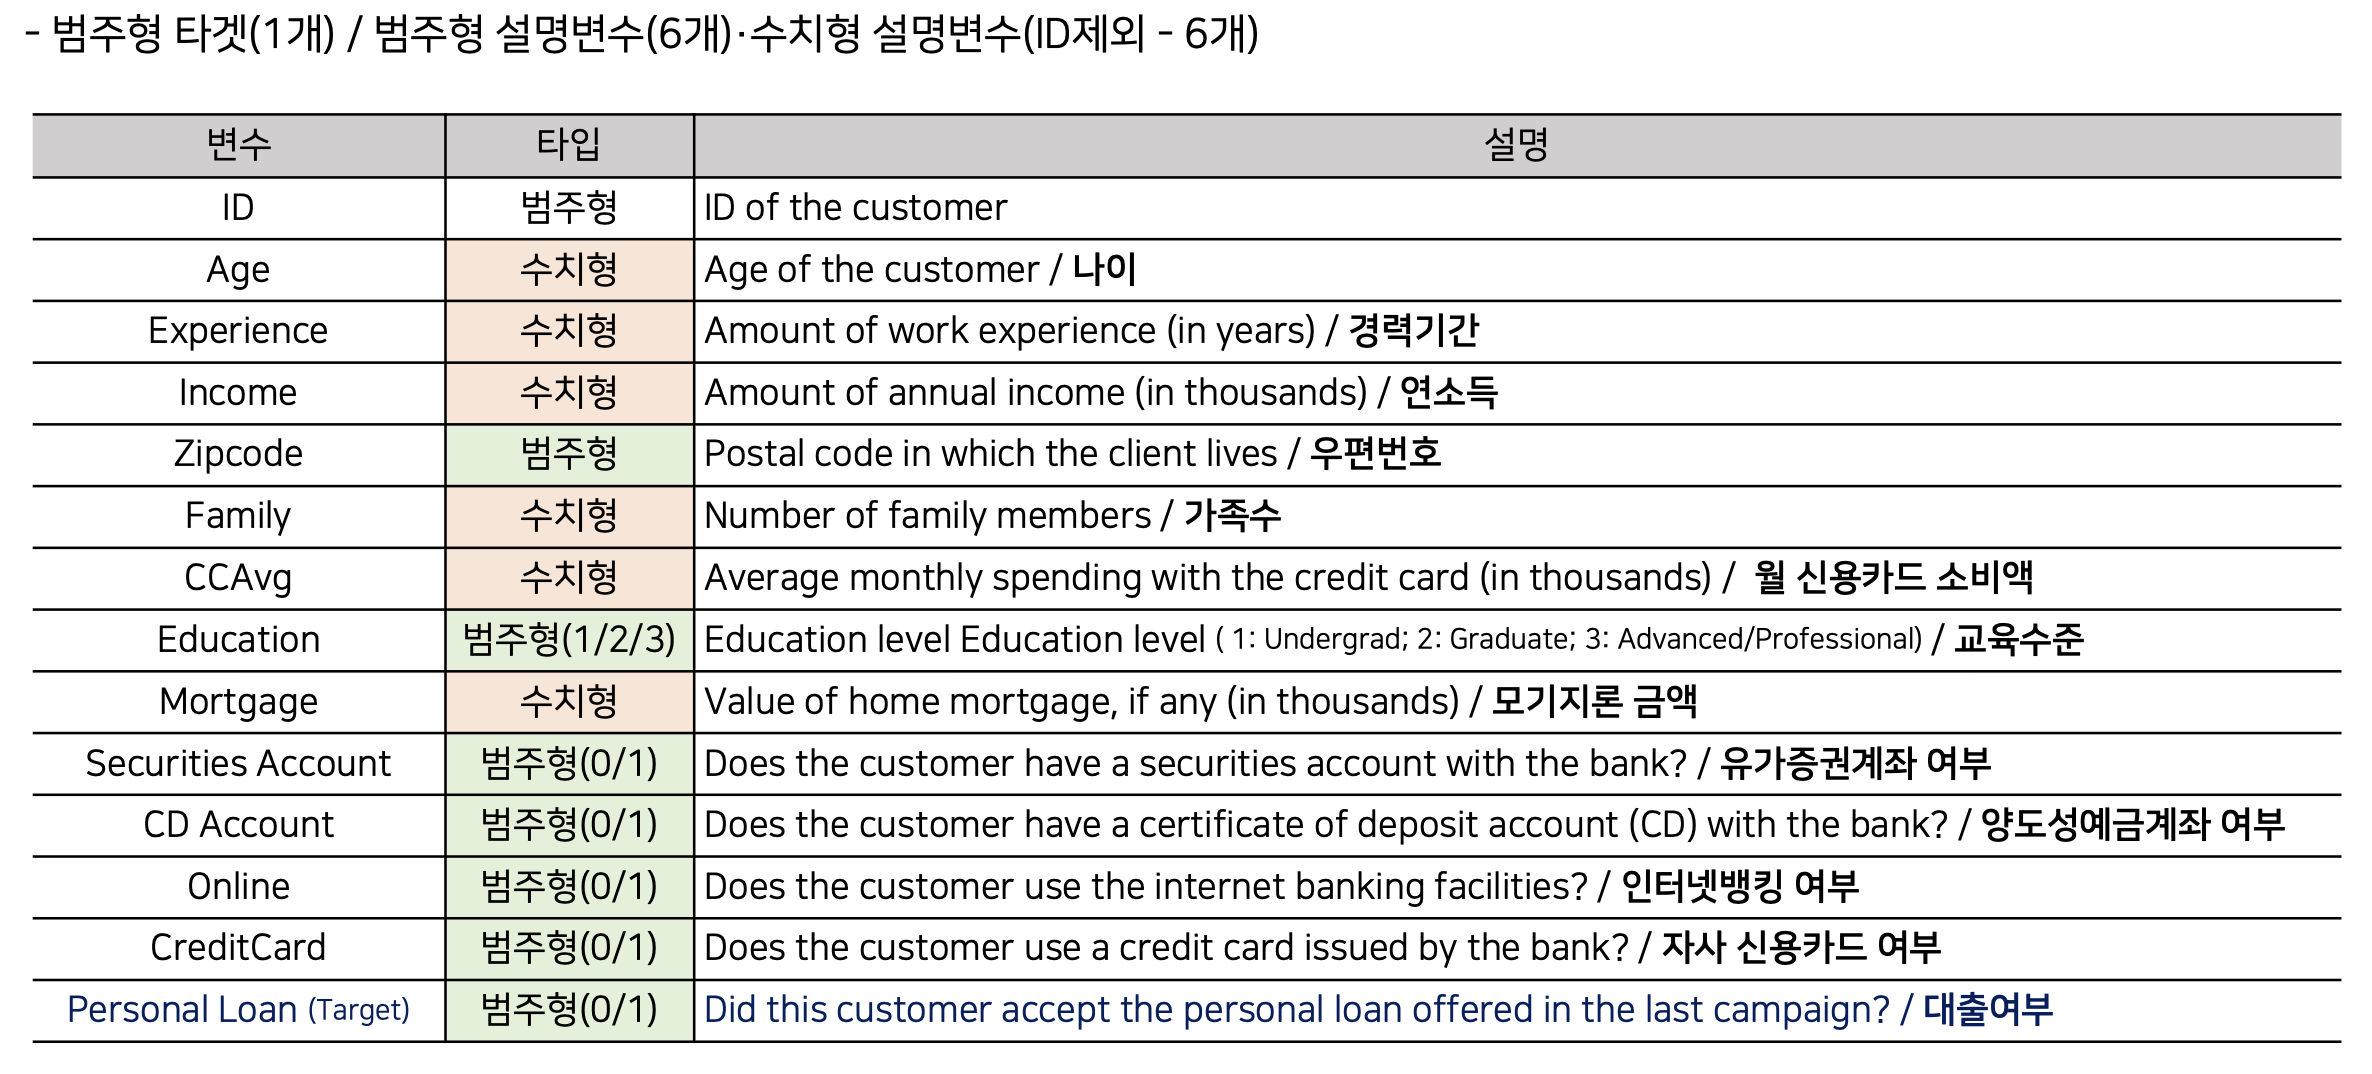 - 범주형 타겟(1개) / 범주형 설명변수(6개)·수치형 설명변수(ID제외 - 6개)
변수 타입 설명
ID 범주형 ID of the customer
Age 수치형 Age of the customer / 나이
Experience 수치형 Amount of work experience (in years) / 경력기간
Income 수치형 Amount of annual income (in thousands) / 연소득
Zipcode 범주형 Postal code in which the client lives / 우편번호
Family 수치형 Number of family members / 가족수
CCAvg 수치형 Average monthly spending with the credit card (in thousands) / 월 신용카드 소비액
Education 범주형(1/2/3) Education level Education level ( 1: Undergrad; 2: Graduate; 3: Advanced/Professional) / 교육수준
Mortgage 수치형 Value of home mortgage, if any (in thousands) / 모기지론 금액
Securities Account 범주형(0/1) Does the customer have a securities account with the bank? / 유가증권계좌 여부
CD Account 범주형(0/1) Does the customer have a certificate of deposit account (CD) with the bank? / 양도성예금계좌 여부
Online 범주형(0/1) Does the customer use the internet banking facilities? / 인터넷뱅킹 여부
CreditCard 범주형(0/1) Does the customer use a credit card issued by the bank? / 자사 신용카드 여부
Personal Loan (Target) 범주형(0/1) Did this customer accept the personal loan offered in the last campaign? / 대출여부